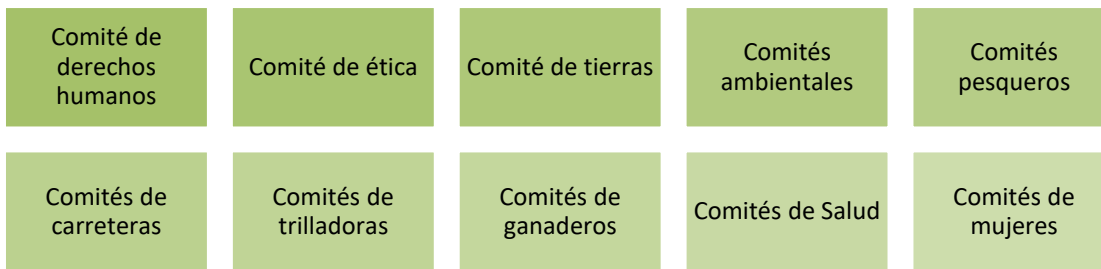 Comité de
derechos
humanos
Comité de ética
Comité de tierras
Comités
ambientales
Comités
pesqueros
Comités de
carreteras
Comités de
trilladoras
Comités de
ganaderos
Comités de Salud
Comités de
mujeres